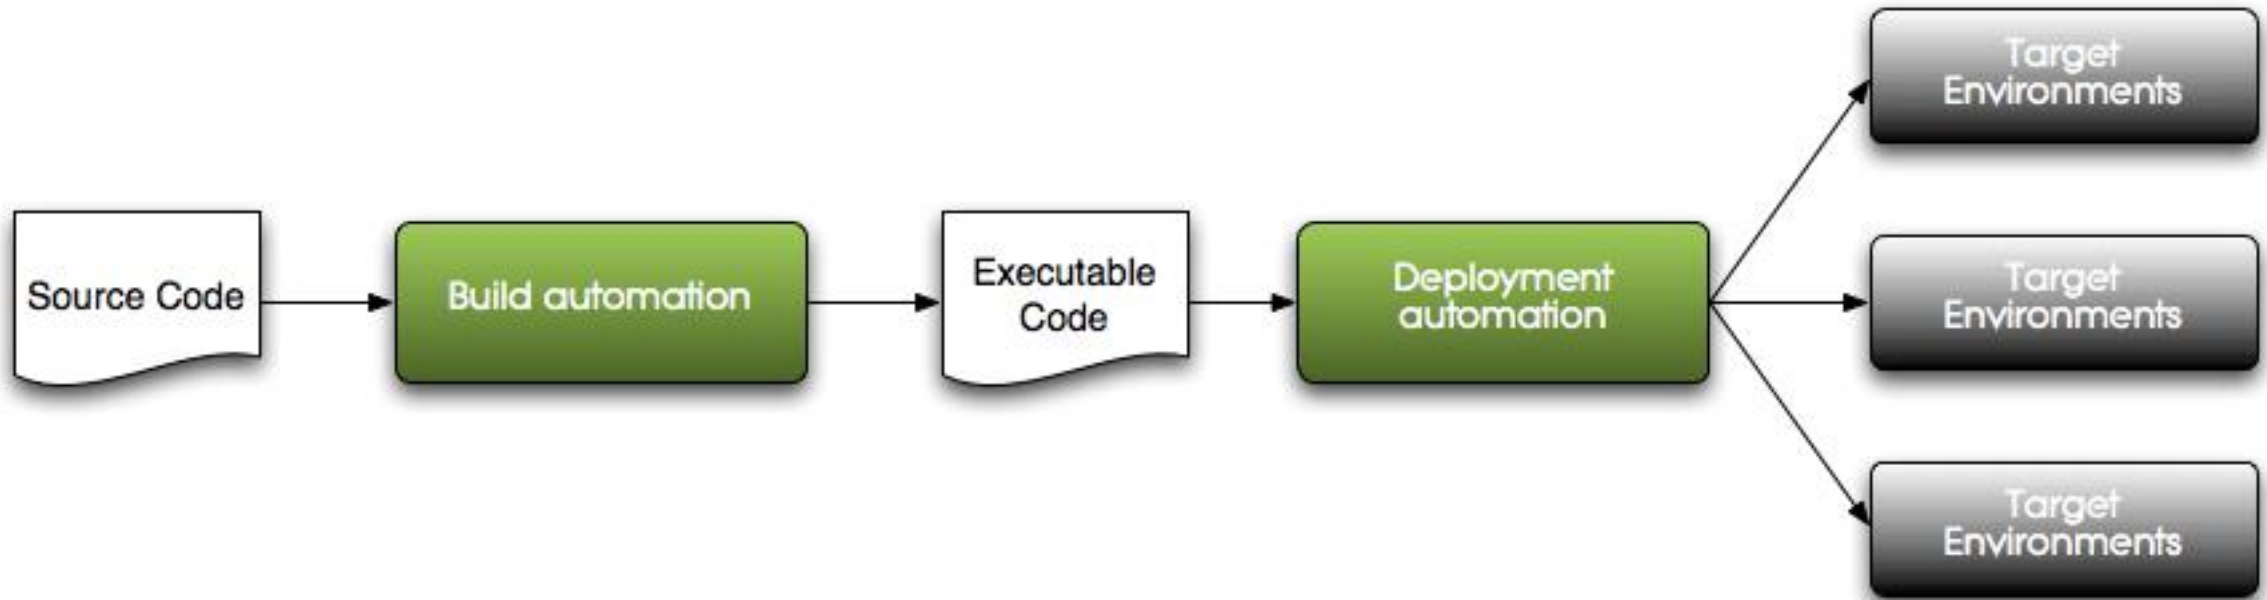 Source Code
Build automation
Executable
Code
Deployment
automation
Target
Environments
Target
Environments
Target
Environments